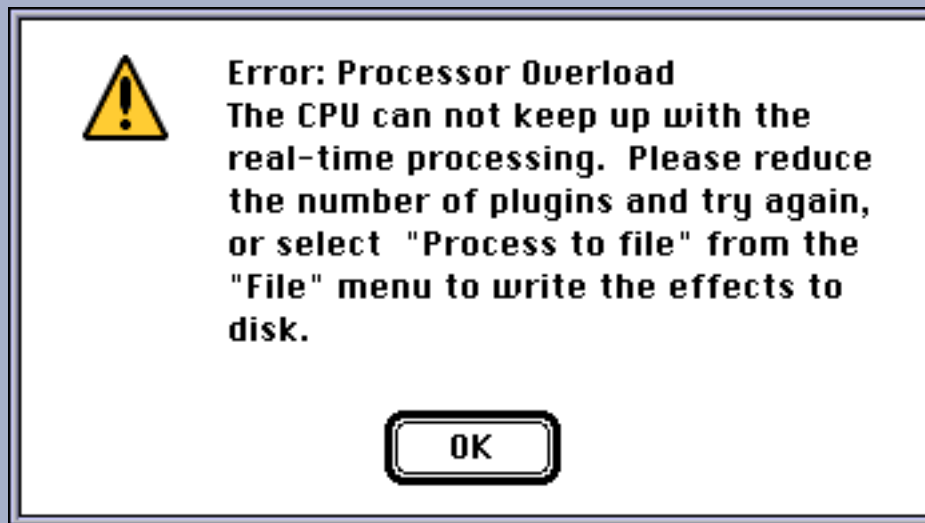 Error: Processor Overload
The CPU can not keep up with the
real-time processing.  Please reduce
the number of plugins and try again,
or select  "Process to file" from the
"File" menu to write the effects to
disk.
OK